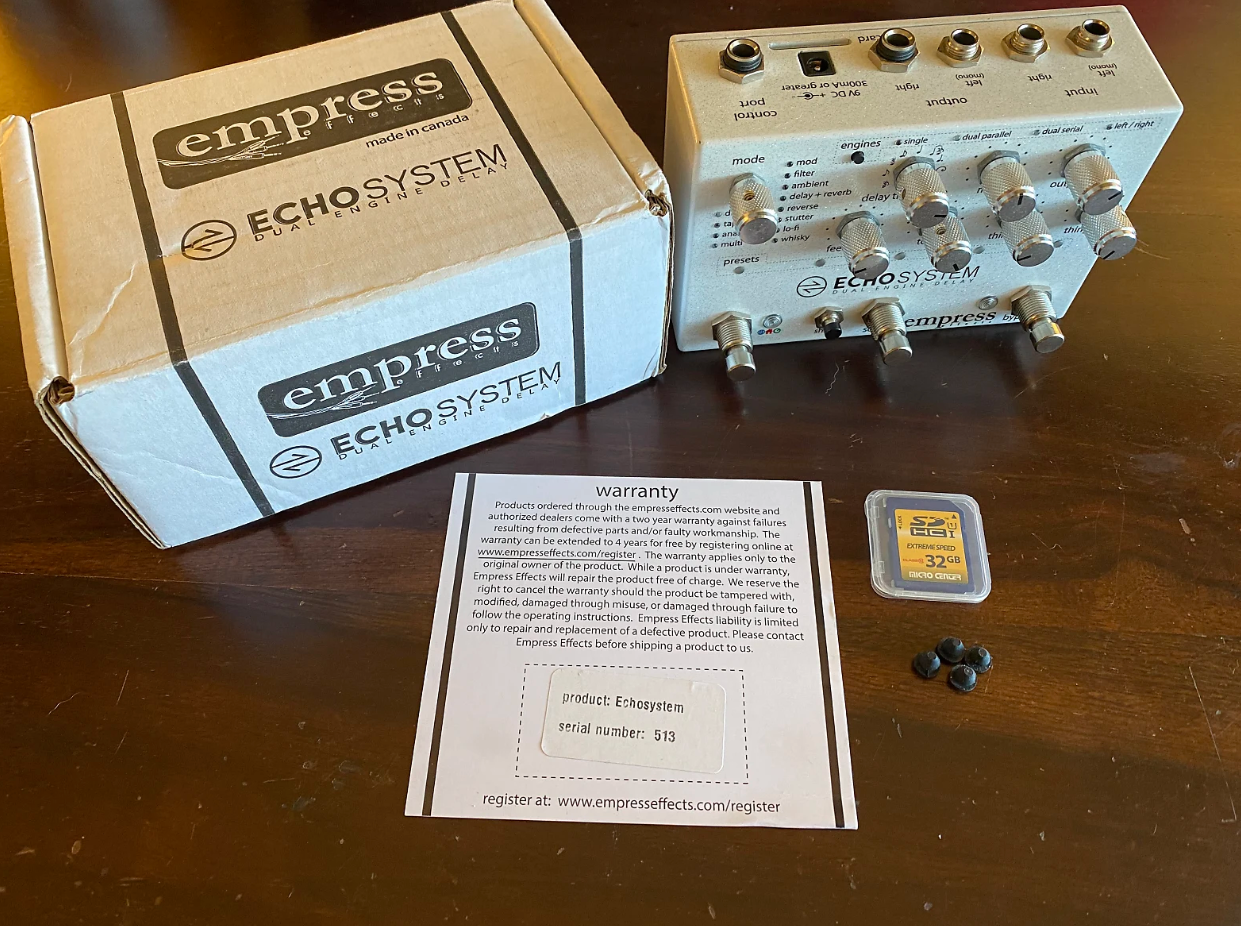 empress
effects
made in canada
ECHOSYSTEM
DUAL ENGINE DELAY
empress
effects
ECHOSYSTEM
DUAL ENGINE DELAY
control
port
9V DC
300mA or greater
right
left
(mono)
output
right
left
(mono)
input
mode
mod
filter
ambient
delay + reverb
reverse
stutter
lo-fi
whisky
multi
engines
single
dual parallel
dual serial
left / right
presets
ECHOSYSTEM
DUAL ENGINE DELAY
empress
warranty
Products ordered through the empresseffects.com website and
authorized dealers come with a two year warranty against failures
resulting from defective parts and/or faulty workmanship. The
warranty can be extended to 4 years for free by registering online at
www.empresseffects.com/register . The warranty applies only to the
original owner of the product. While a product is under warranty,
Empress Effects will repair the product free of charge. We reserve the
right to cancel the warranty should the product be tampered with,
modified, damaged through misuse, or damaged through failure to
follow the operating instructions. Empress Effects liability is limited
only to repair and replacement of a defective product. Please contact
Empress Effects before shipping a product to us.
product: Echosystem
serial number: 513
register at: www.empresseffects.com/register
SD
HC I
EXTREME SPEED
32 GB
MICRO CENTER